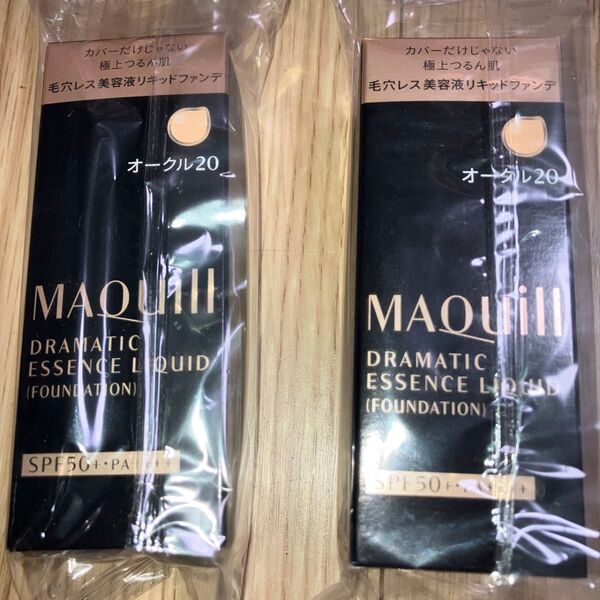 カバーだけじゃない
極上つるん肌
毛穴レス美容液リキッドファンデ
オークル20
MAQuill
DRAMATIC
ESSENCE LIQUID
(FOUNDATION)
SPF50+・PA++++
カバーだけじゃない
極上つるん肌
毛穴レス美容液リキッドファンデ
オークル20
MAQuill
DRAMATIC
ESSENCE LIQUID
(FOUNDATION)
SPF50+・